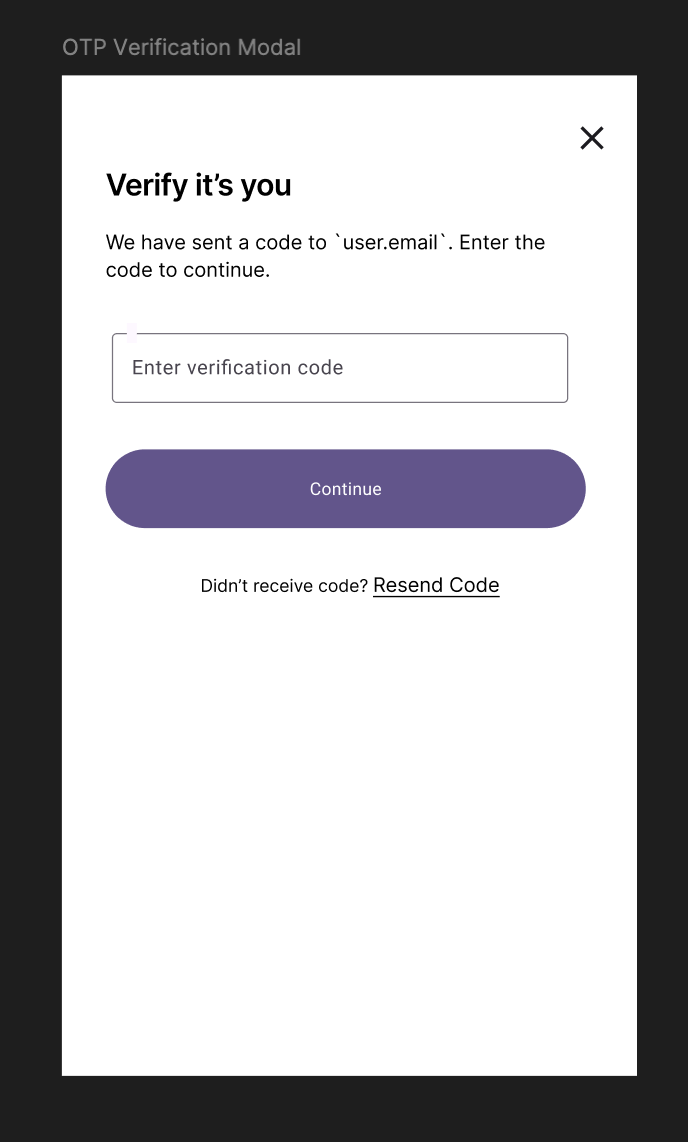 OTP Verification Modal
Verify it’s you
We have sent a code to `user.email`. Enter the
code to continue.
Enter verification code
Continue
Didn’t receive code? Resend Code